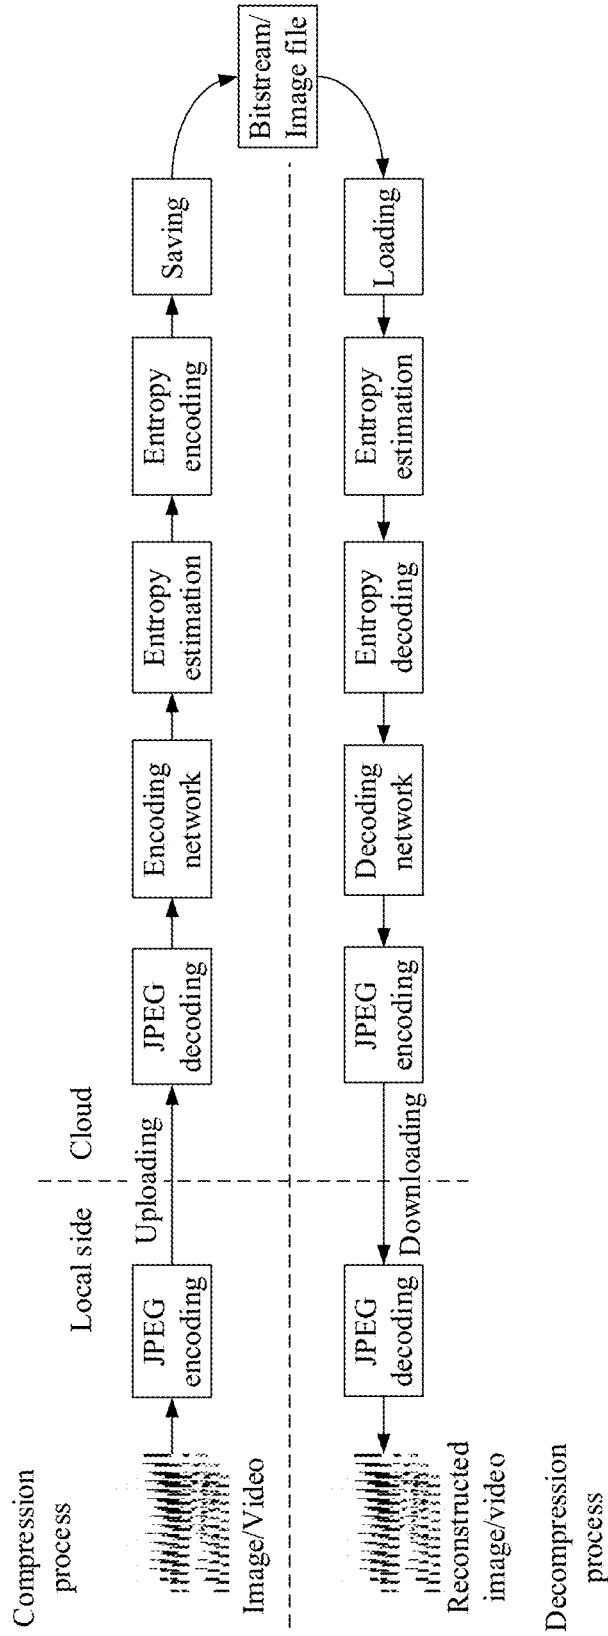 Compression
process
Local side
Cloud
Image/Video
JPEG
encoding
Uploading
JPEG
decoding
Encoding
network
Entropy
estimation
Entropy
encoding
Saving
Bitstream/
Image file
Loading
Entropy
estimation
Entropy
decoding
Decoding
network
JPEG
encoding
Downloading
JPEG
decoding
Reconstructed
image/video
Decompression
process